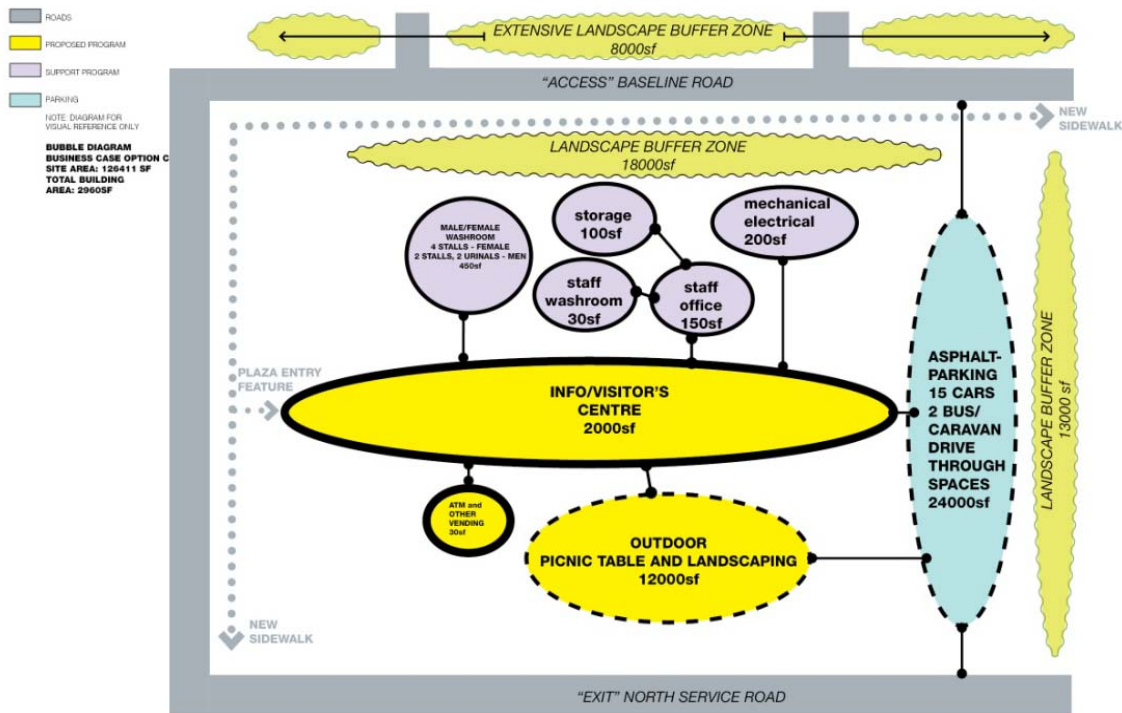 ROADS
PROPOSED PROGRAM
SUPPORT PROGRAM
PARKING
NOTE: DIAGRAM FOR
VISUAL REFERENCE ONLY
BUBBLE DIAGRAM
BUSINESS CASE OPTION C
SITE AREA: 126411 SF
TOTAL BUILDING
AREA: 2960SF
EXTENSIVE LANDSCAPE BUFFER ZONE
8000sf
“ACCESS” BASELINE ROAD
NEW
SIDEWALK
LANDSCAPE BUFFER ZONE
18000sf
MALE/FEMALE
WASHROOM
4 STALLS - FEMALE
2 STALLS, 2 URINALS - MEN
450sf
storage
100sf
mechanical
electrical
200sf
staff
washroom
30sf
staff
office
150sf
PLAZA ENTRY
FEATURE
INFO/VISITOR'S
CENTRE
2000sf
ASPHALT-
PARKING
15 CARS
2 BUS/
CARAVAN
DRIVE
THROUGH
SPACES
24000sf
LANDSCAPE BUFFER ZONE
13000 sf
ATM and
OTHER
VENDING
30sf
OUTDOOR
PICNIC TABLE AND LANDSCAPING
12000sf
NEW
SIDEWALK
“EXIT” NORTH SERVICE ROAD